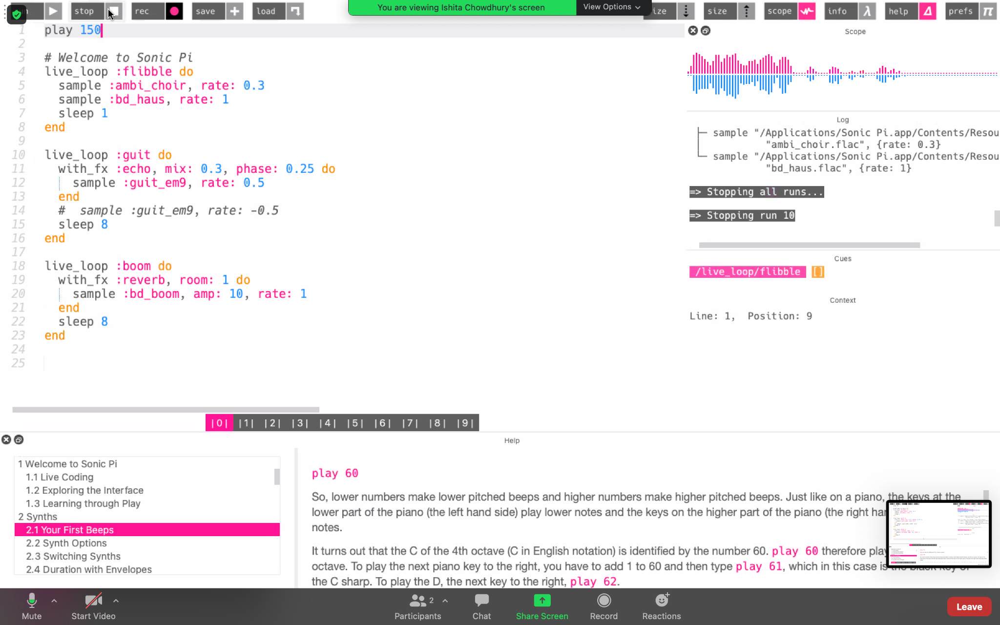 stop
rec
save
load
You are viewing Ishita Chowdhury's screen
View Options
size
scope
info
help
prefs
1 play 150
2
3 # Welcome to Sonic Pi
4 live_loop :flibble do
5 sample :ambi_choir, rate: 0.3
6 sample :bd_haus, rate: 1
7 sleep 1
8 end
9
10 live_loop :guit do
11 with_fx :echo, mix: 0.3, phase: 0.25 do
12 sample :guit_em9, rate: 0.5
13 end
14 # sample :guit_em9, rate: -0.5
15 sleep 8
16 end
17
18 live_loop :boom do
19 with_fx :reverb, room: 1 do
20 sample :bd_boom, amp: 10, rate: 1
21 end
22 sleep 8
23 end
24
25
|0| |1| |2| |3| |4| |5| |6| |7| |8| |9|
Scope
Log
sample "/Applications/Sonic Pi.app/Contents/Resou
"ambi_choir.flac", {rate: 0.3}
sample "/Applications/Sonic Pi.app/Contents/Resou
"bd_haus.flac", {rate: 1}
=> Stopping all runs...
=> Stopping run 10
Cues
/live_loop/flibble []
Context
Line: 1, Position: 9
Help
1 Welcome to Sonic Pi
1.1 Live Coding
1.2 Exploring the Interface
1.3 Learning through Play
2 Synths
2.1 Your First Beeps
2.2 Synth Options
2.3 Switching Synths
2.4 Duration with Envelopes
play 60
So, lower numbers make lower pitched beeps and higher numbers make higher pitched beeps. Just like on a piano, the keys at the
lower part of the piano (the left hand side) play lower notes and the keys on the higher part of the piano (the right har
notes.
It turns out that the C of the 4th octave (C in English notation) is identified by the number 60. play 60 therefore play
octave. To play the next piano key to the right, you have to add 1 to 60 and then type play 61, which in this case is the black key of
the C sharp. To play the D, the next key to the right, play 62.
Mute
Start Video
Participants 2
Chat
Share Screen
Record
Reactions
Leave